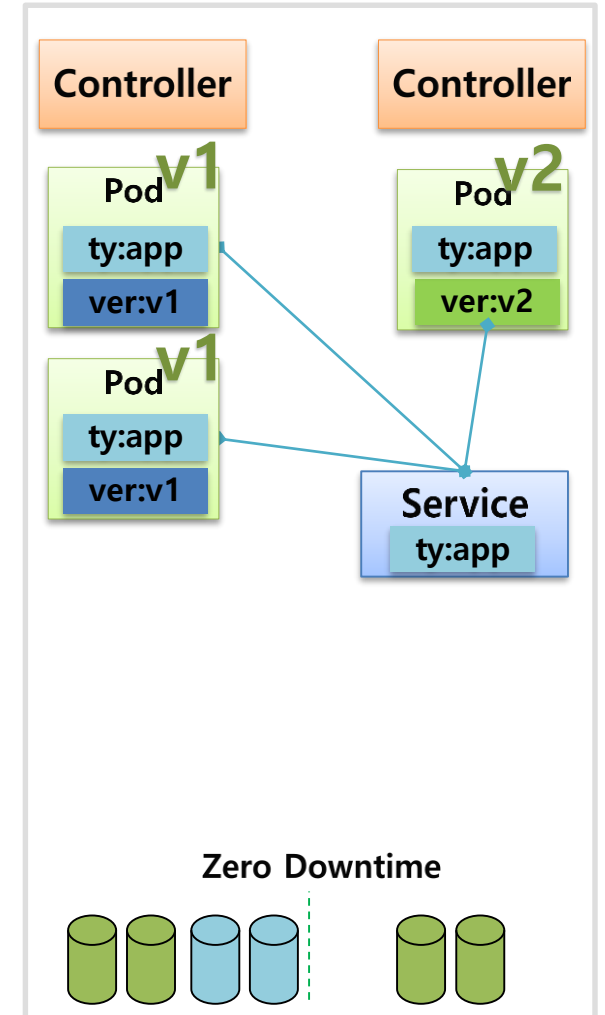 Controller
Controller
v1
Pod
ty:app
ver:v1
v2
Pod
ty:app
ver:v2
v1
Pod
ty:app
ver:v1
Service
ty:app
Zero Downtime